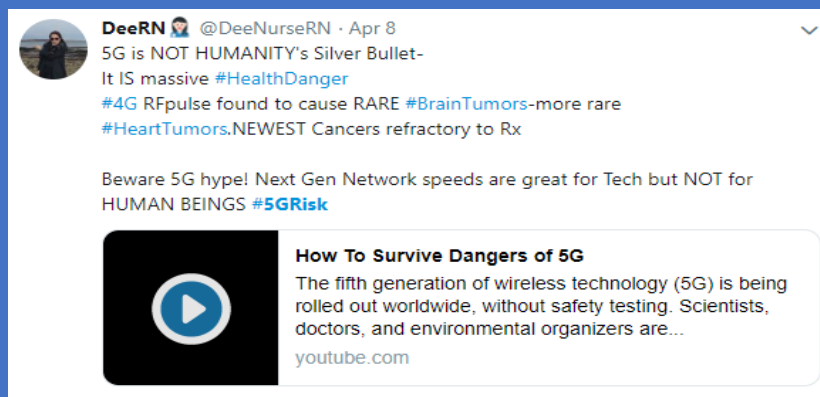 DeeRN @DeeNurseRN · Apr 8
5G is NOT HUMANITY's Silver Bullet-
It IS massive #HealthDanger
#4G RFpulse found to cause RARE #BrainTumors-more rare
#HeartTumors.NEWEST Cancers refractory to Rx
Beware 5G hype! Next Gen Network speeds are great for Tech but NOT for
HUMAN BEINGS #5GRisk
How To Survive Dangers of 5G
The fifth generation of wireless technology (5G) is being
rolled out worldwide, without safety testing. Scientists,
doctors, and environmental organizers are...
youtube.com